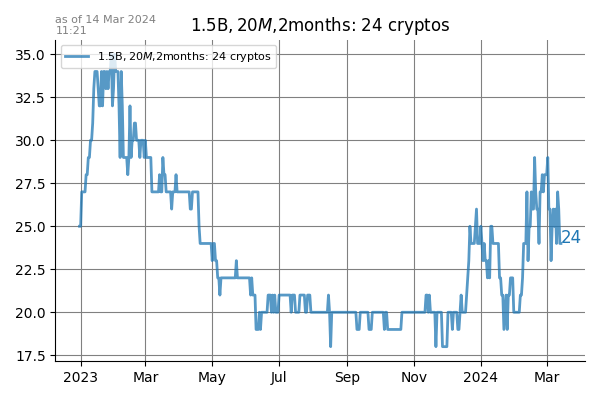 as of 14 Mar 2024
11:21
1.5B, 20M,2months: 24 cryptos
1.5B, 20M,2months: 24 cryptos
35.0
32.5
30.0
27.5
25.0
22.5
20.0
17.5
24
2023
Mar
May
Jul
Sep
Nov
2024
Mar